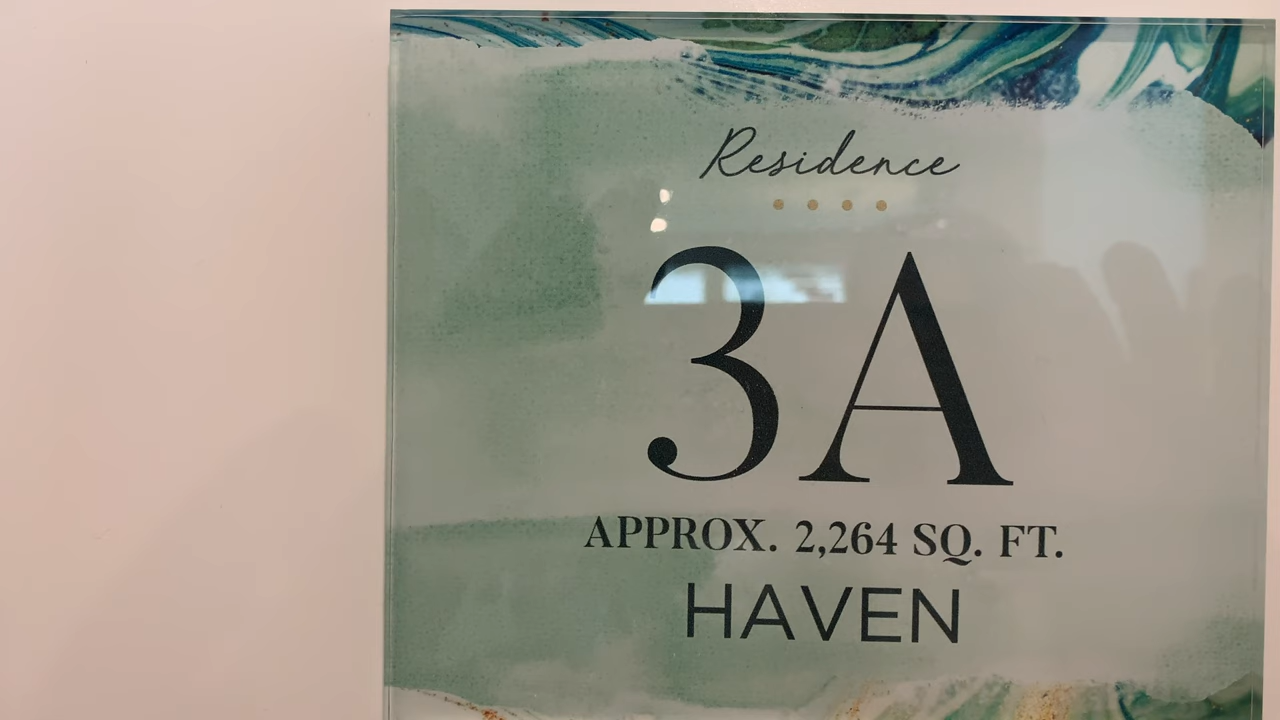 Residence
3A
APPROX. 2,264 SQ. FT.
HAVEN